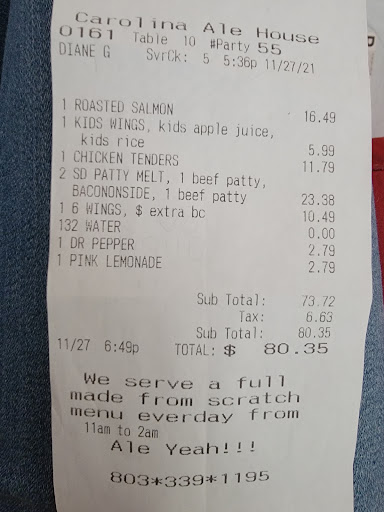 Carolina Ale House
0161 Table 10 #Party 55
DIANE G SvrCk: 5 5:36p 11/27/21
1 ROASTED SALMON 16.49
1 KIDS WINGS, kids apple juice,
kids rice 5.99
1 CHICKEN TENDERS 11.79
2 SD PATTY MELT, 1 beef patty,
BACONONSIDE, 1 beef patty 23.38
1 6 WINGS, $ extra bc 10.49
132 WATER 0.00
1 DR PEPPER 2.79
1 PINK LEMONADE 2.79
Sub Total: 73.72
Tax: 6.63
Sub Total: 80.35
11/27 6:49p TOTAL: $ 80.35
We serve a full
made from scratch
menu everday from
11am to 2am
Ale Yeah!!!
803*339*1195